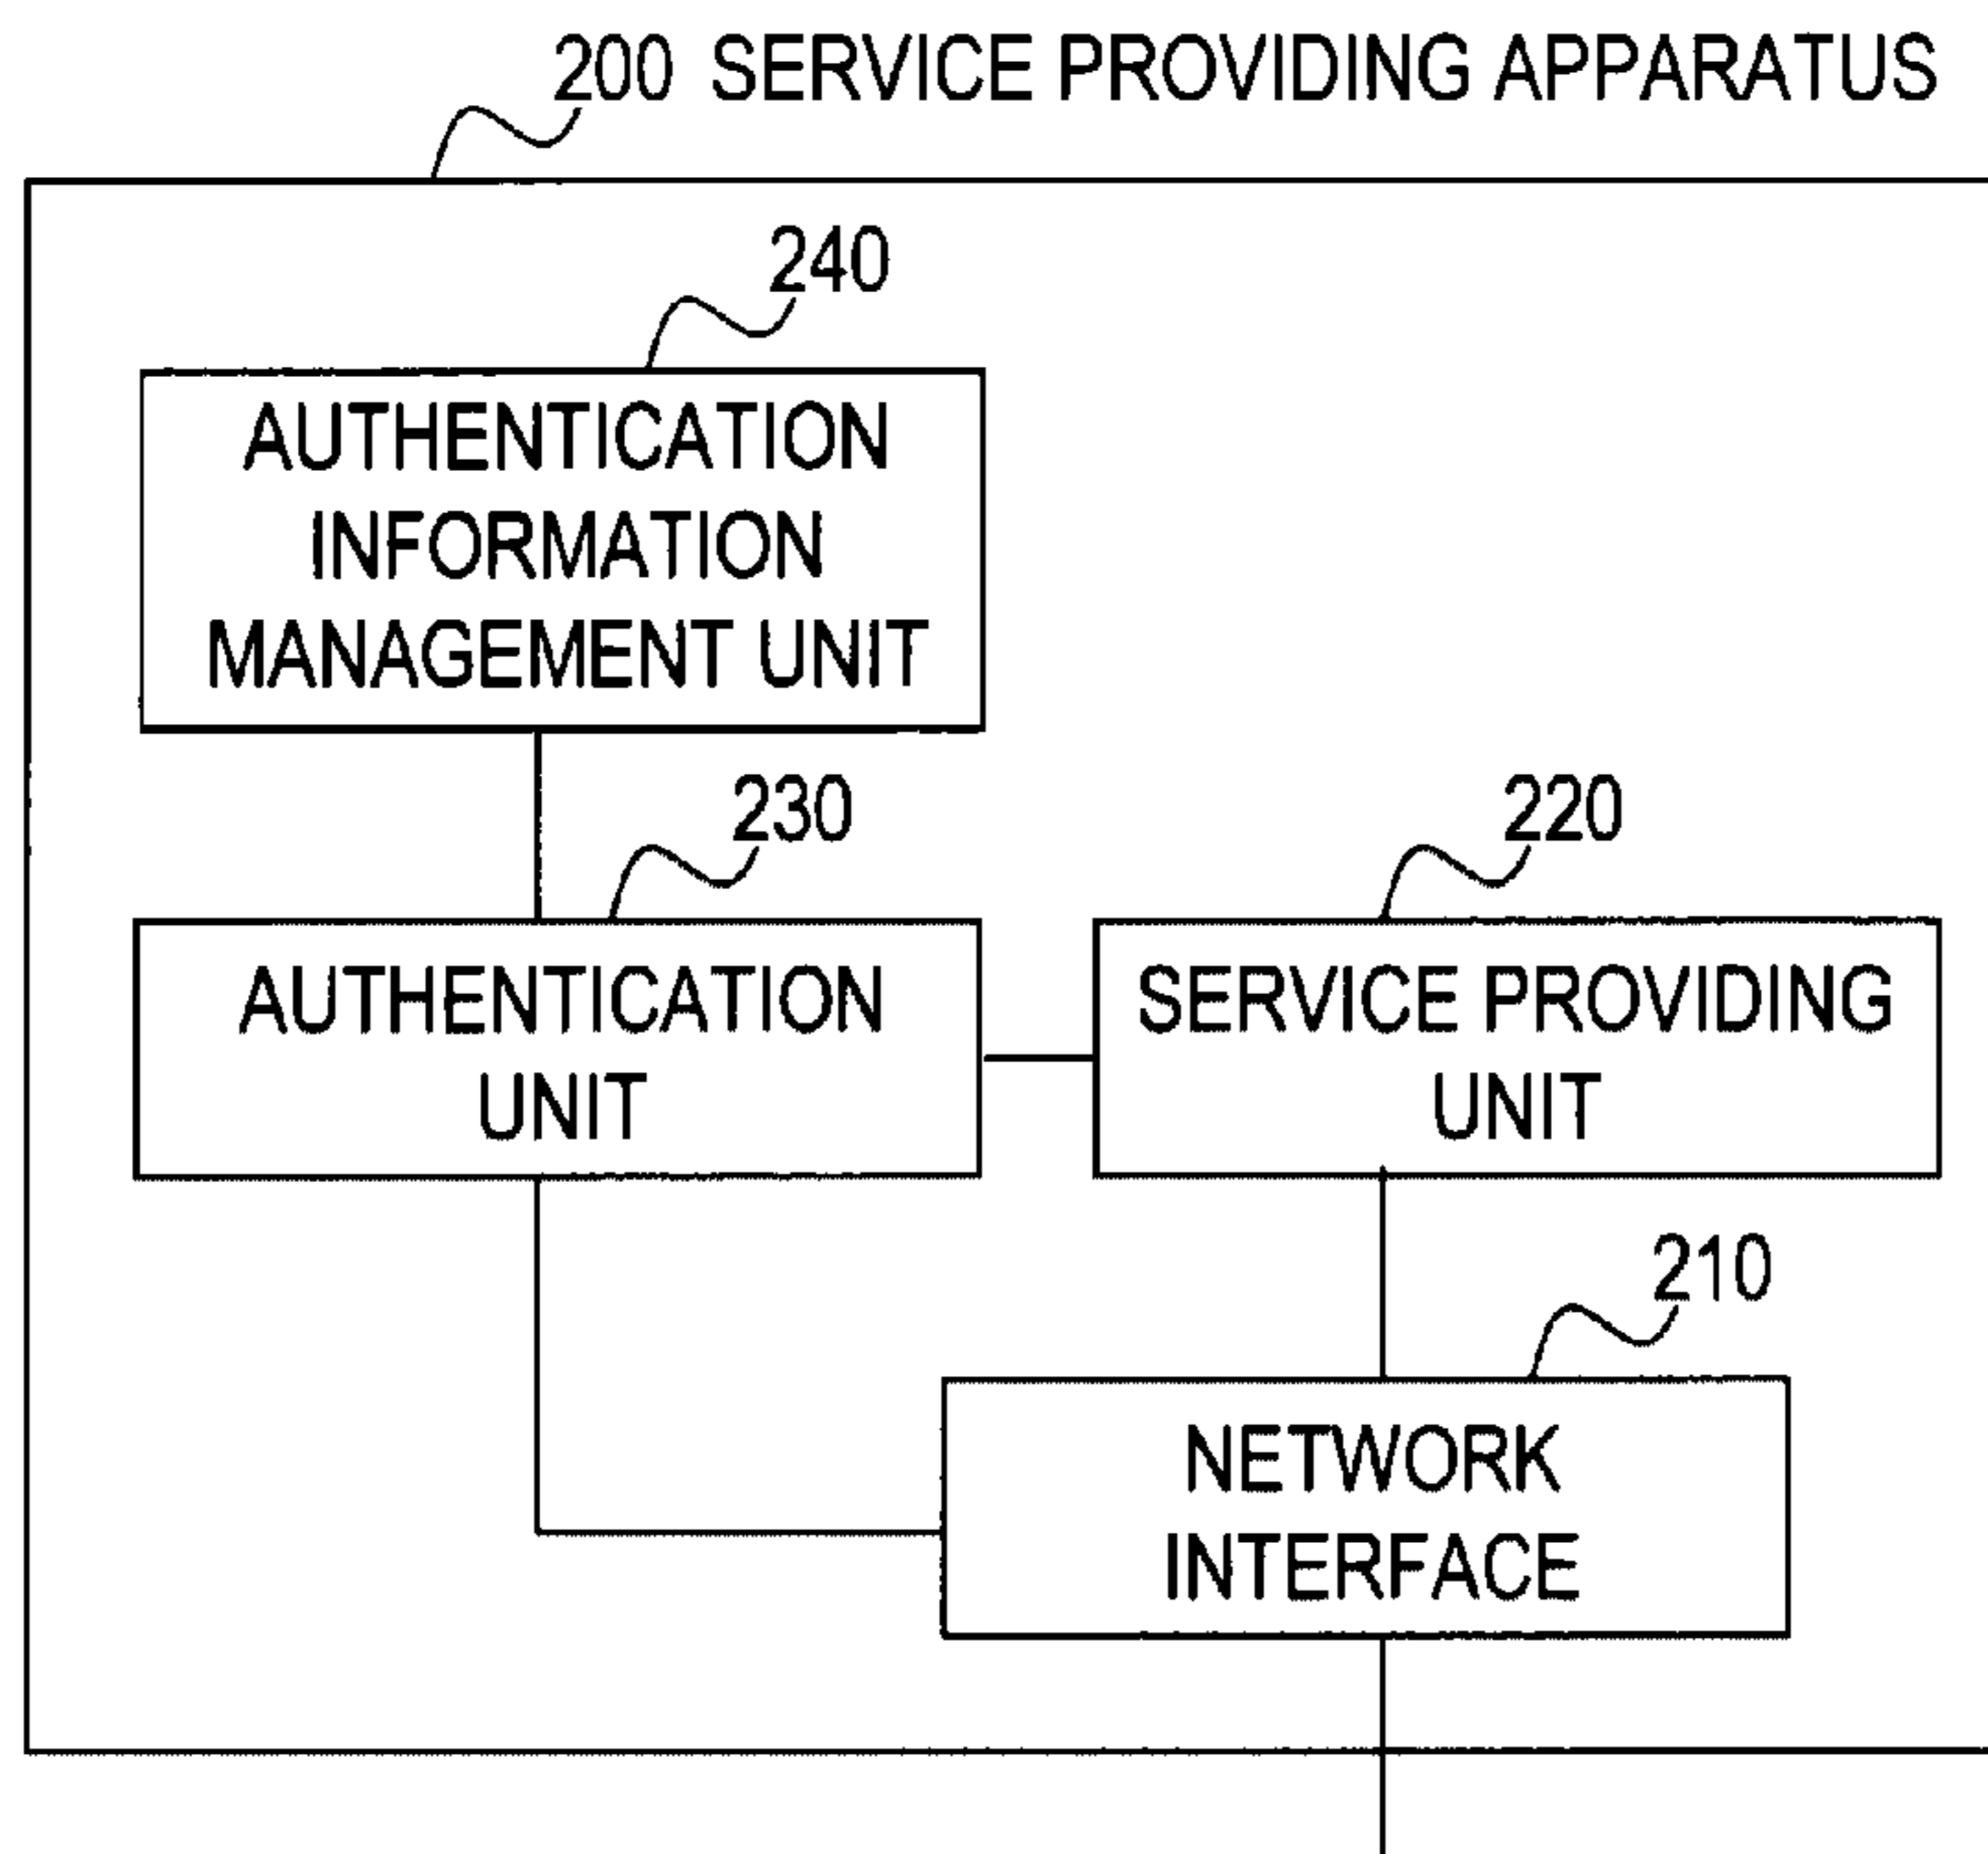 200 SERVICE PROVIDING APPARATUS
240
AUTHENTICATION
INFORMATION
MANAGEMENT UNIT
230
AUTHENTICATION
UNIT
220
SERVICE PROVIDING
UNIT
210
NETWORK
INTERFACE